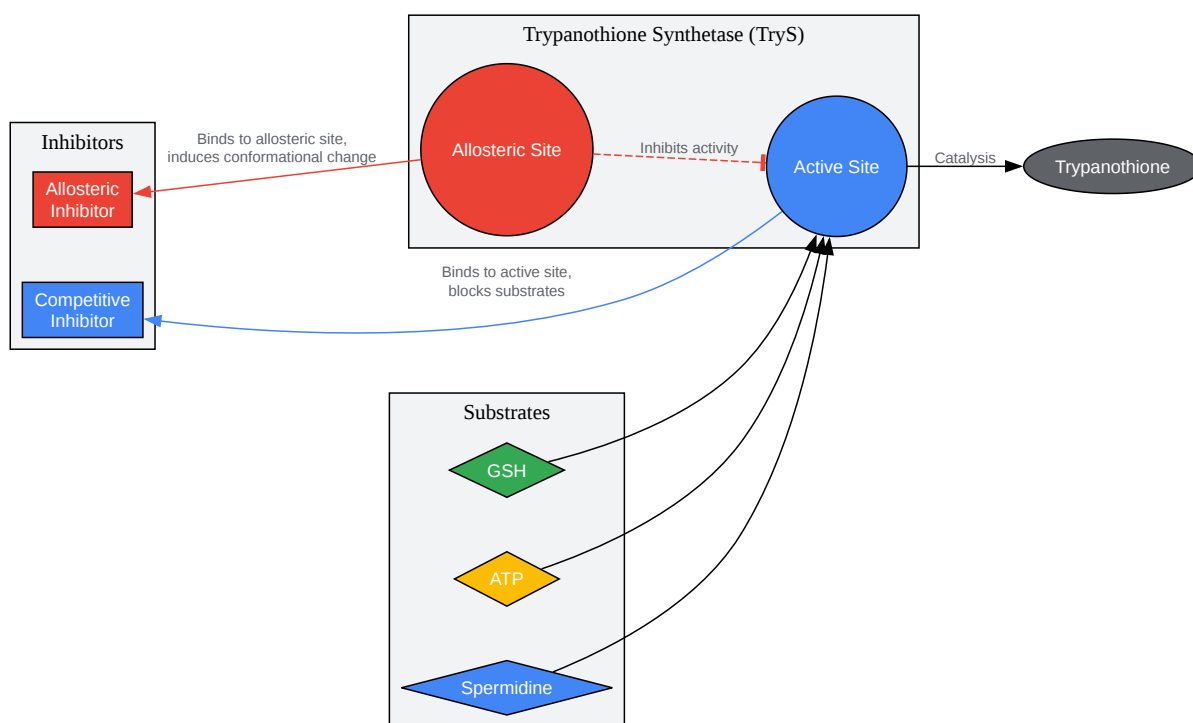 Trypanothione Synthetase (TryS)
Inhibitors
Binds to allosteric site,
induces conformational change
Allosteric Site
Inhibits activity
Active Site
Catalysis
Trypanothione
Allosteric
Inhibitor
Binds to active site,
blocks substrates
Competitive
Inhibitor
Substrates
GSH
ATP
Spermidine